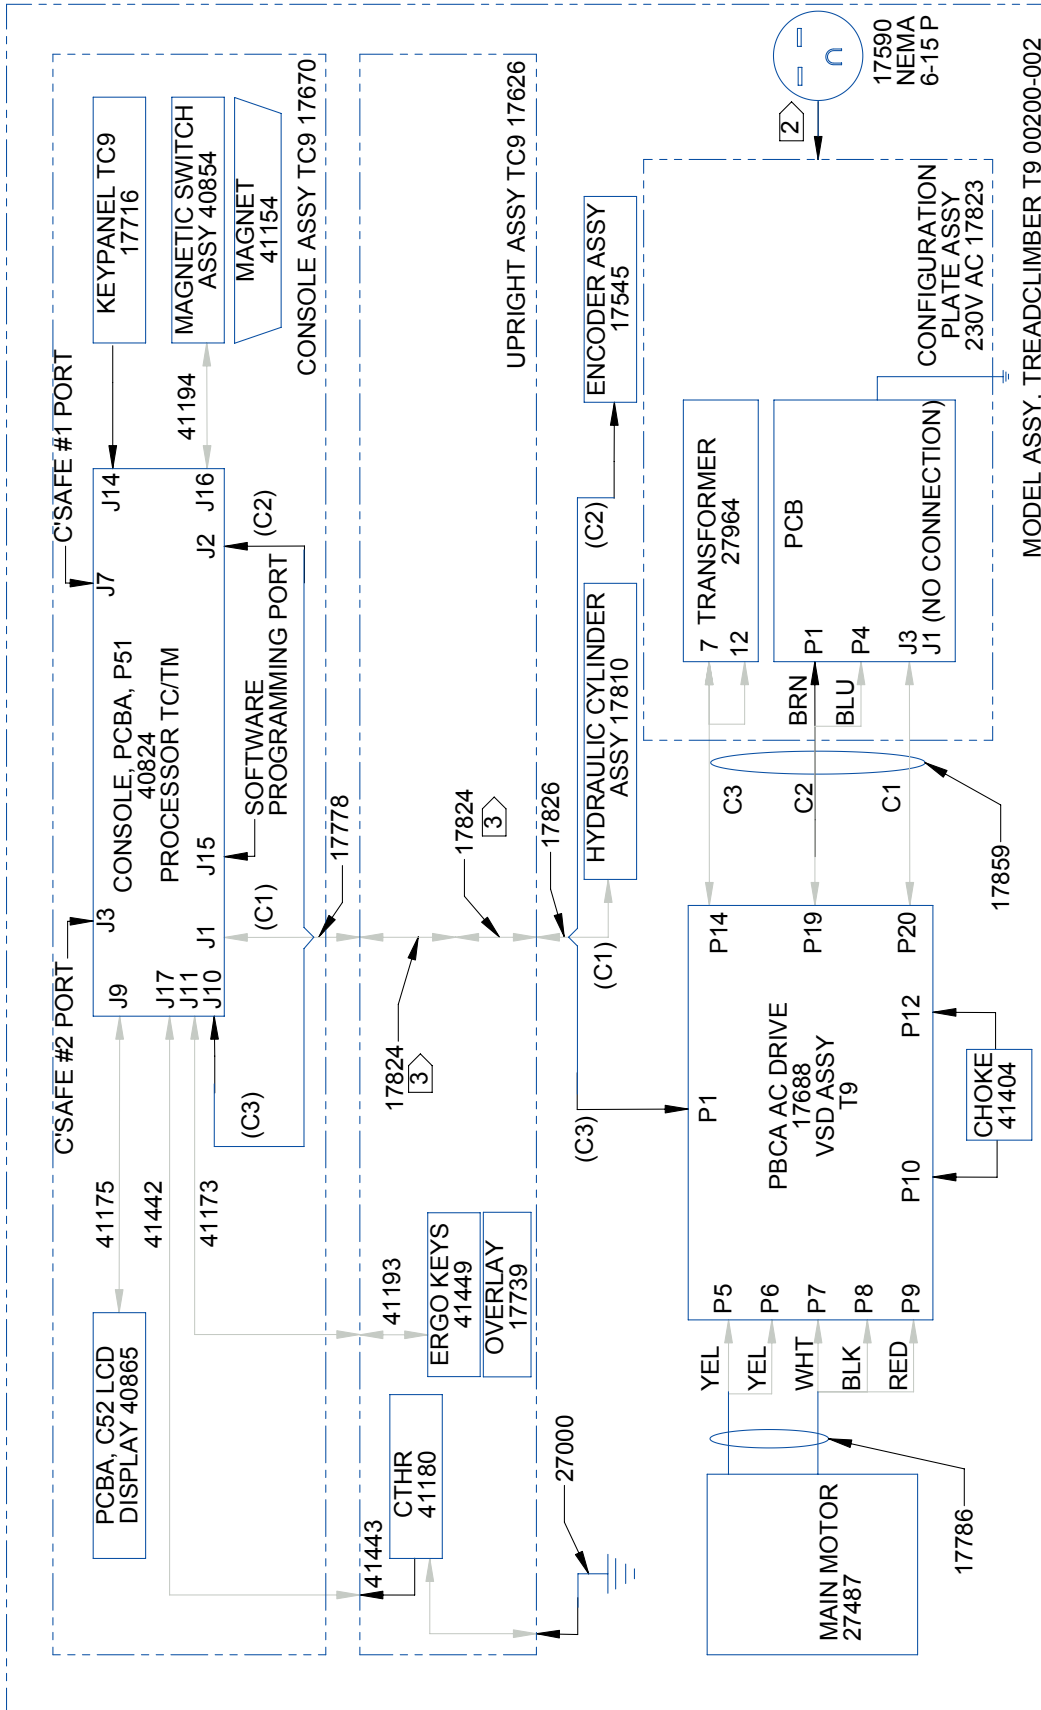 PCBA, C52 LCD
DISPLAY 40865
41175
41442
41173
C'SAFE #2 PORT
C'SAFE #1 PORT
J9
J3
J7
J14
J17
J11
J10
J1
J15
J2
J16
CONSOLE, PCBA, P51
40824
PROCESSOR TC/TM
KEYPANEL TC9
17716
41194
MAGNETIC SWITCH
ASSY 40854
MAGNET
41154
CONSOLE ASSY TC9 17670
(C3)
(C1)
(C2)
SOFTWARE
PROGRAMMING PORT
17778
41443
CTHR
41180
41193
ERGO KEYS
41449
OVERLAY
17739
17824
3
17824
3
UPRIGHT ASSY TC9 17626
27000
17826
(C3)
(C1)
(C2)
HYDRAULIC CYLINDER
ASSY 17810
ENCODER ASSY
17545
MAIN MOTOR
27487
17786
YEL
YEL
WHT
BLK
RED
P5
P6
P7
P8
P9
P1
PBCA AC DRIVE
17688
VSD ASSY
T9
P14
P19
P20
P10
P12
CHOKE
41404
C3
C2
C1
17859
BRN
BLU
7 TRANSFORMER
12
27964
P1
P4
J3
J1 (NO CONNECTION)
PCB
CONFIGURATION
PLATE ASSY
230V AC 17823
2
17590
NEMA
6-15 P
MODEL ASSY. TREADCLIMBER T9 00200-002